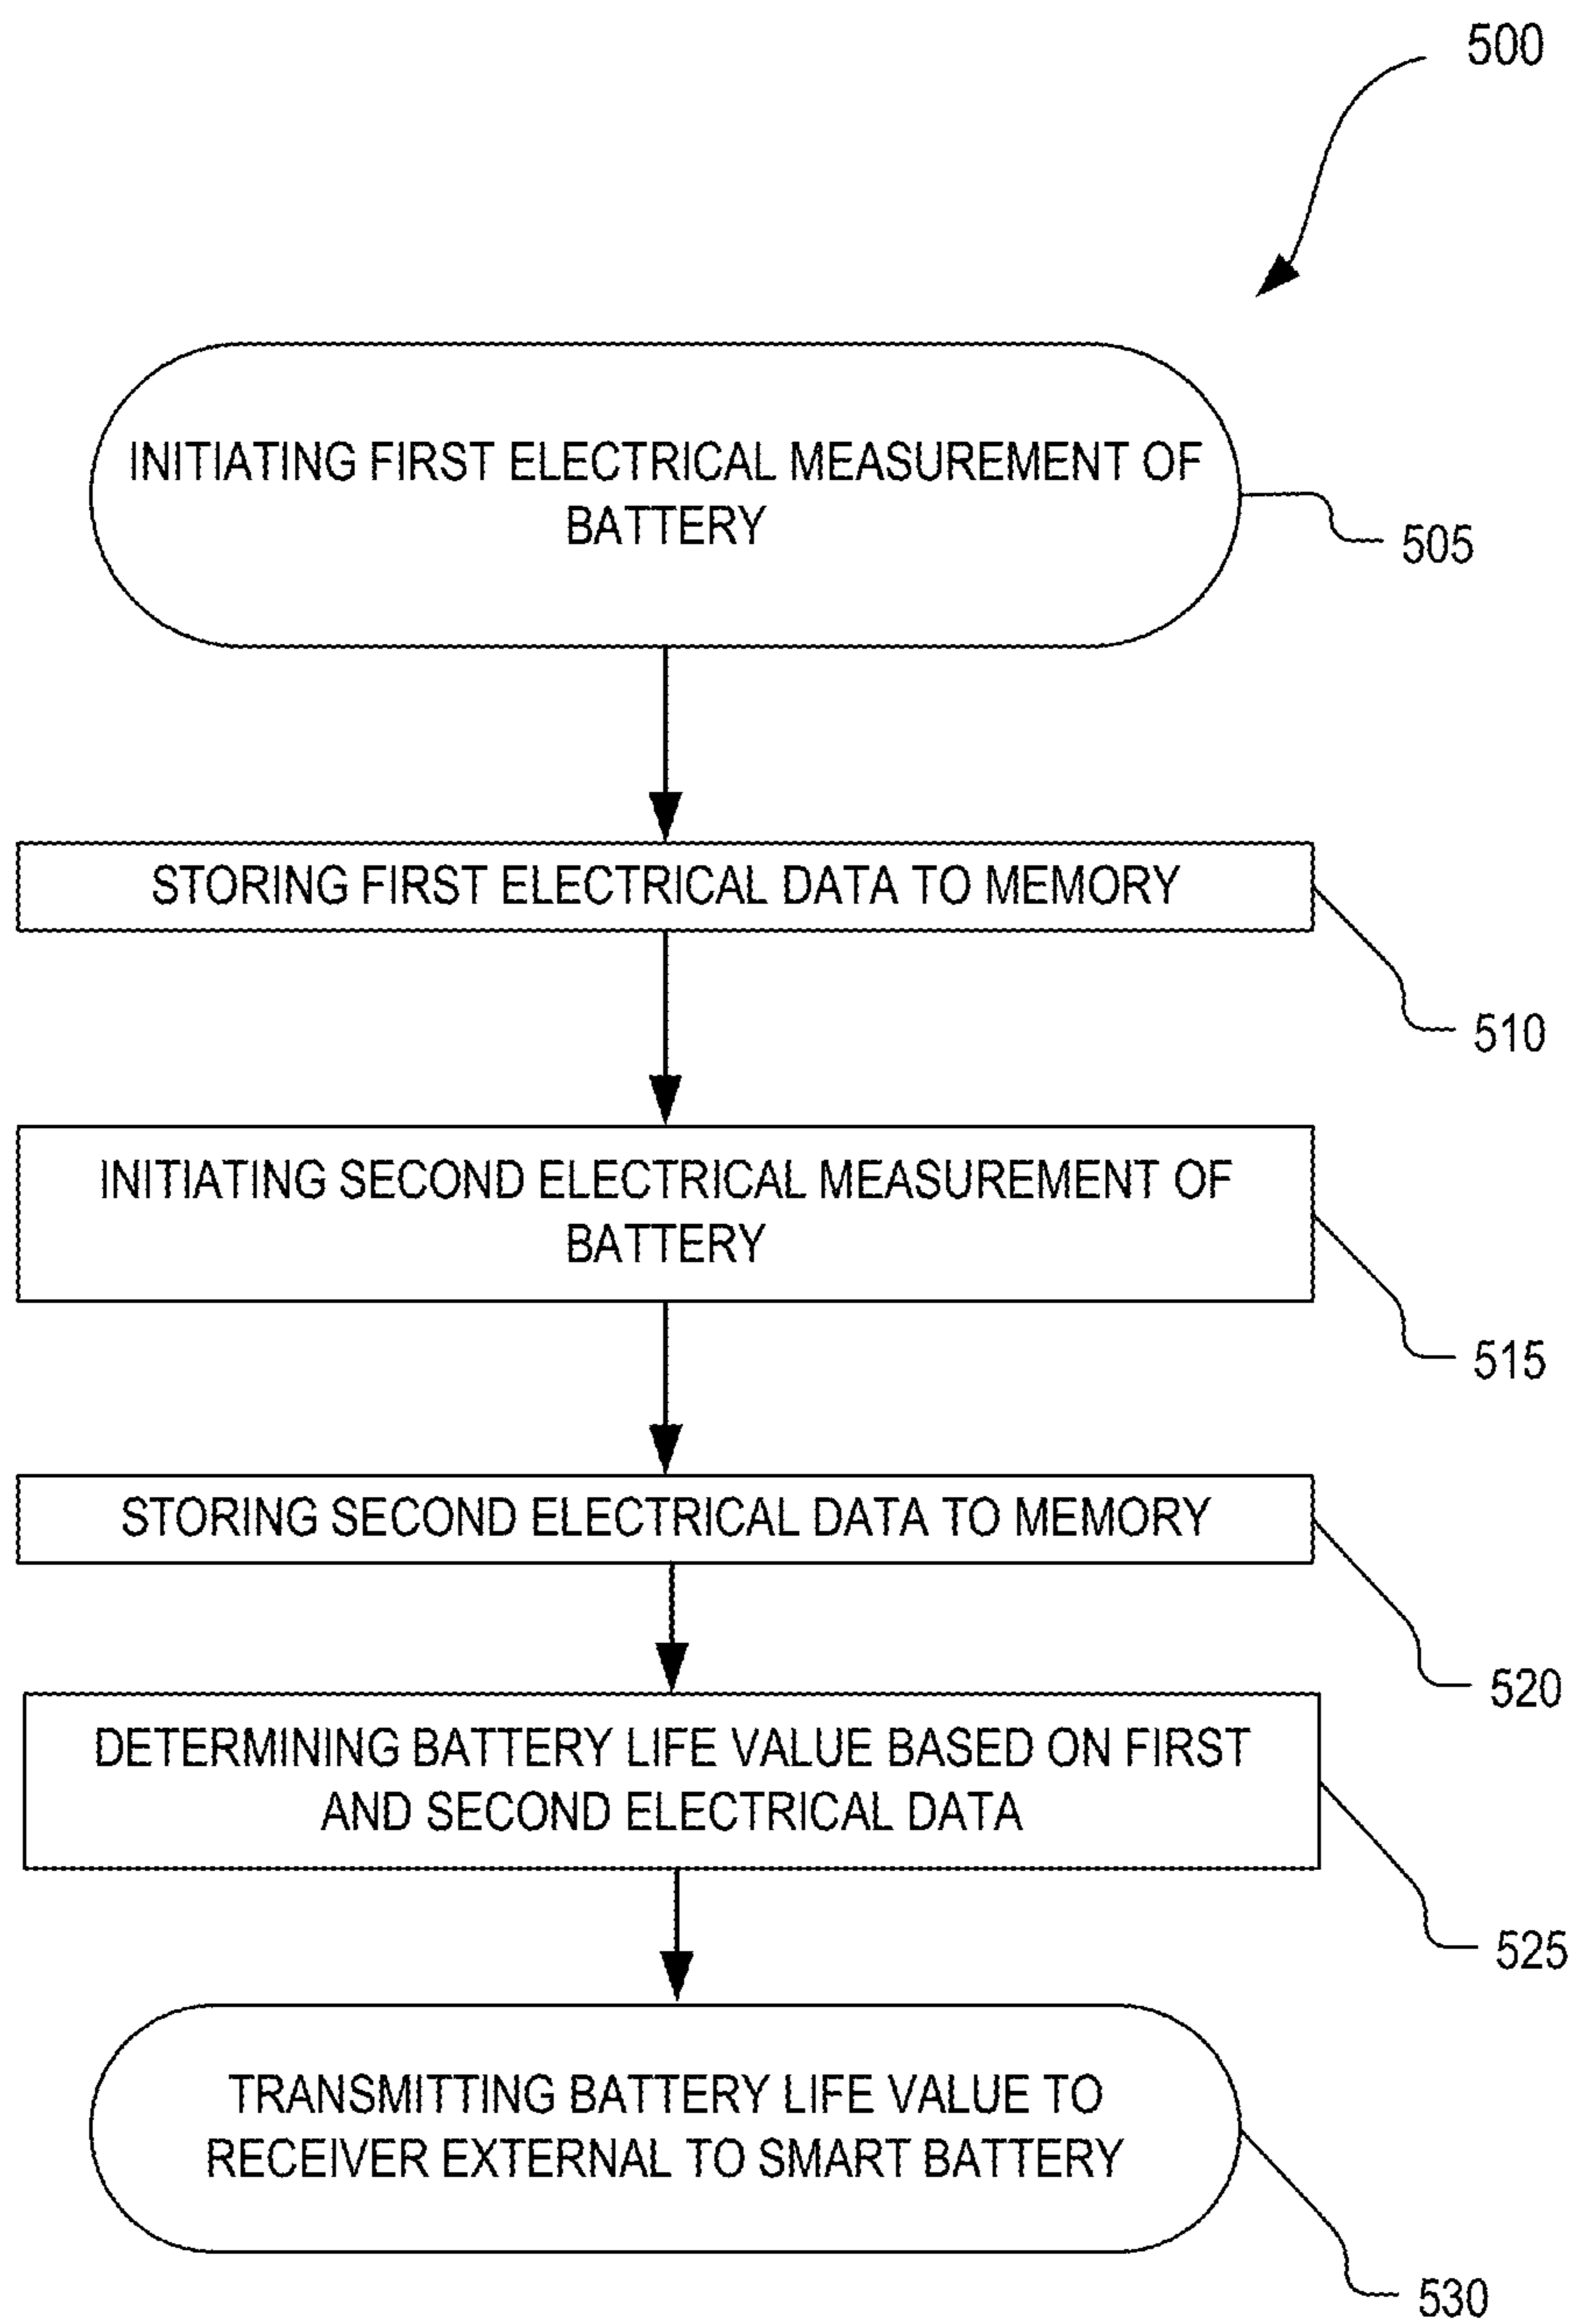 500
INITIATING FIRST ELECTRICAL MEASUREMENT OF
BATTERY
505
STORING FIRST ELECTRICAL DATA TO MEMORY
510
INITIATING SECOND ELECTRICAL MEASUREMENT OF
BATTERY
515
STORING SECOND ELECTRICAL DATA TO MEMORY
520
DETERMINING BATTERY LIFE VALUE BASED ON FIRST
AND SECOND ELECTRICAL DATA
525
TRANSMITTING BATTERY LIFE VALUE TO
RECEIVER EXTERNAL TO SMART BATTERY
530